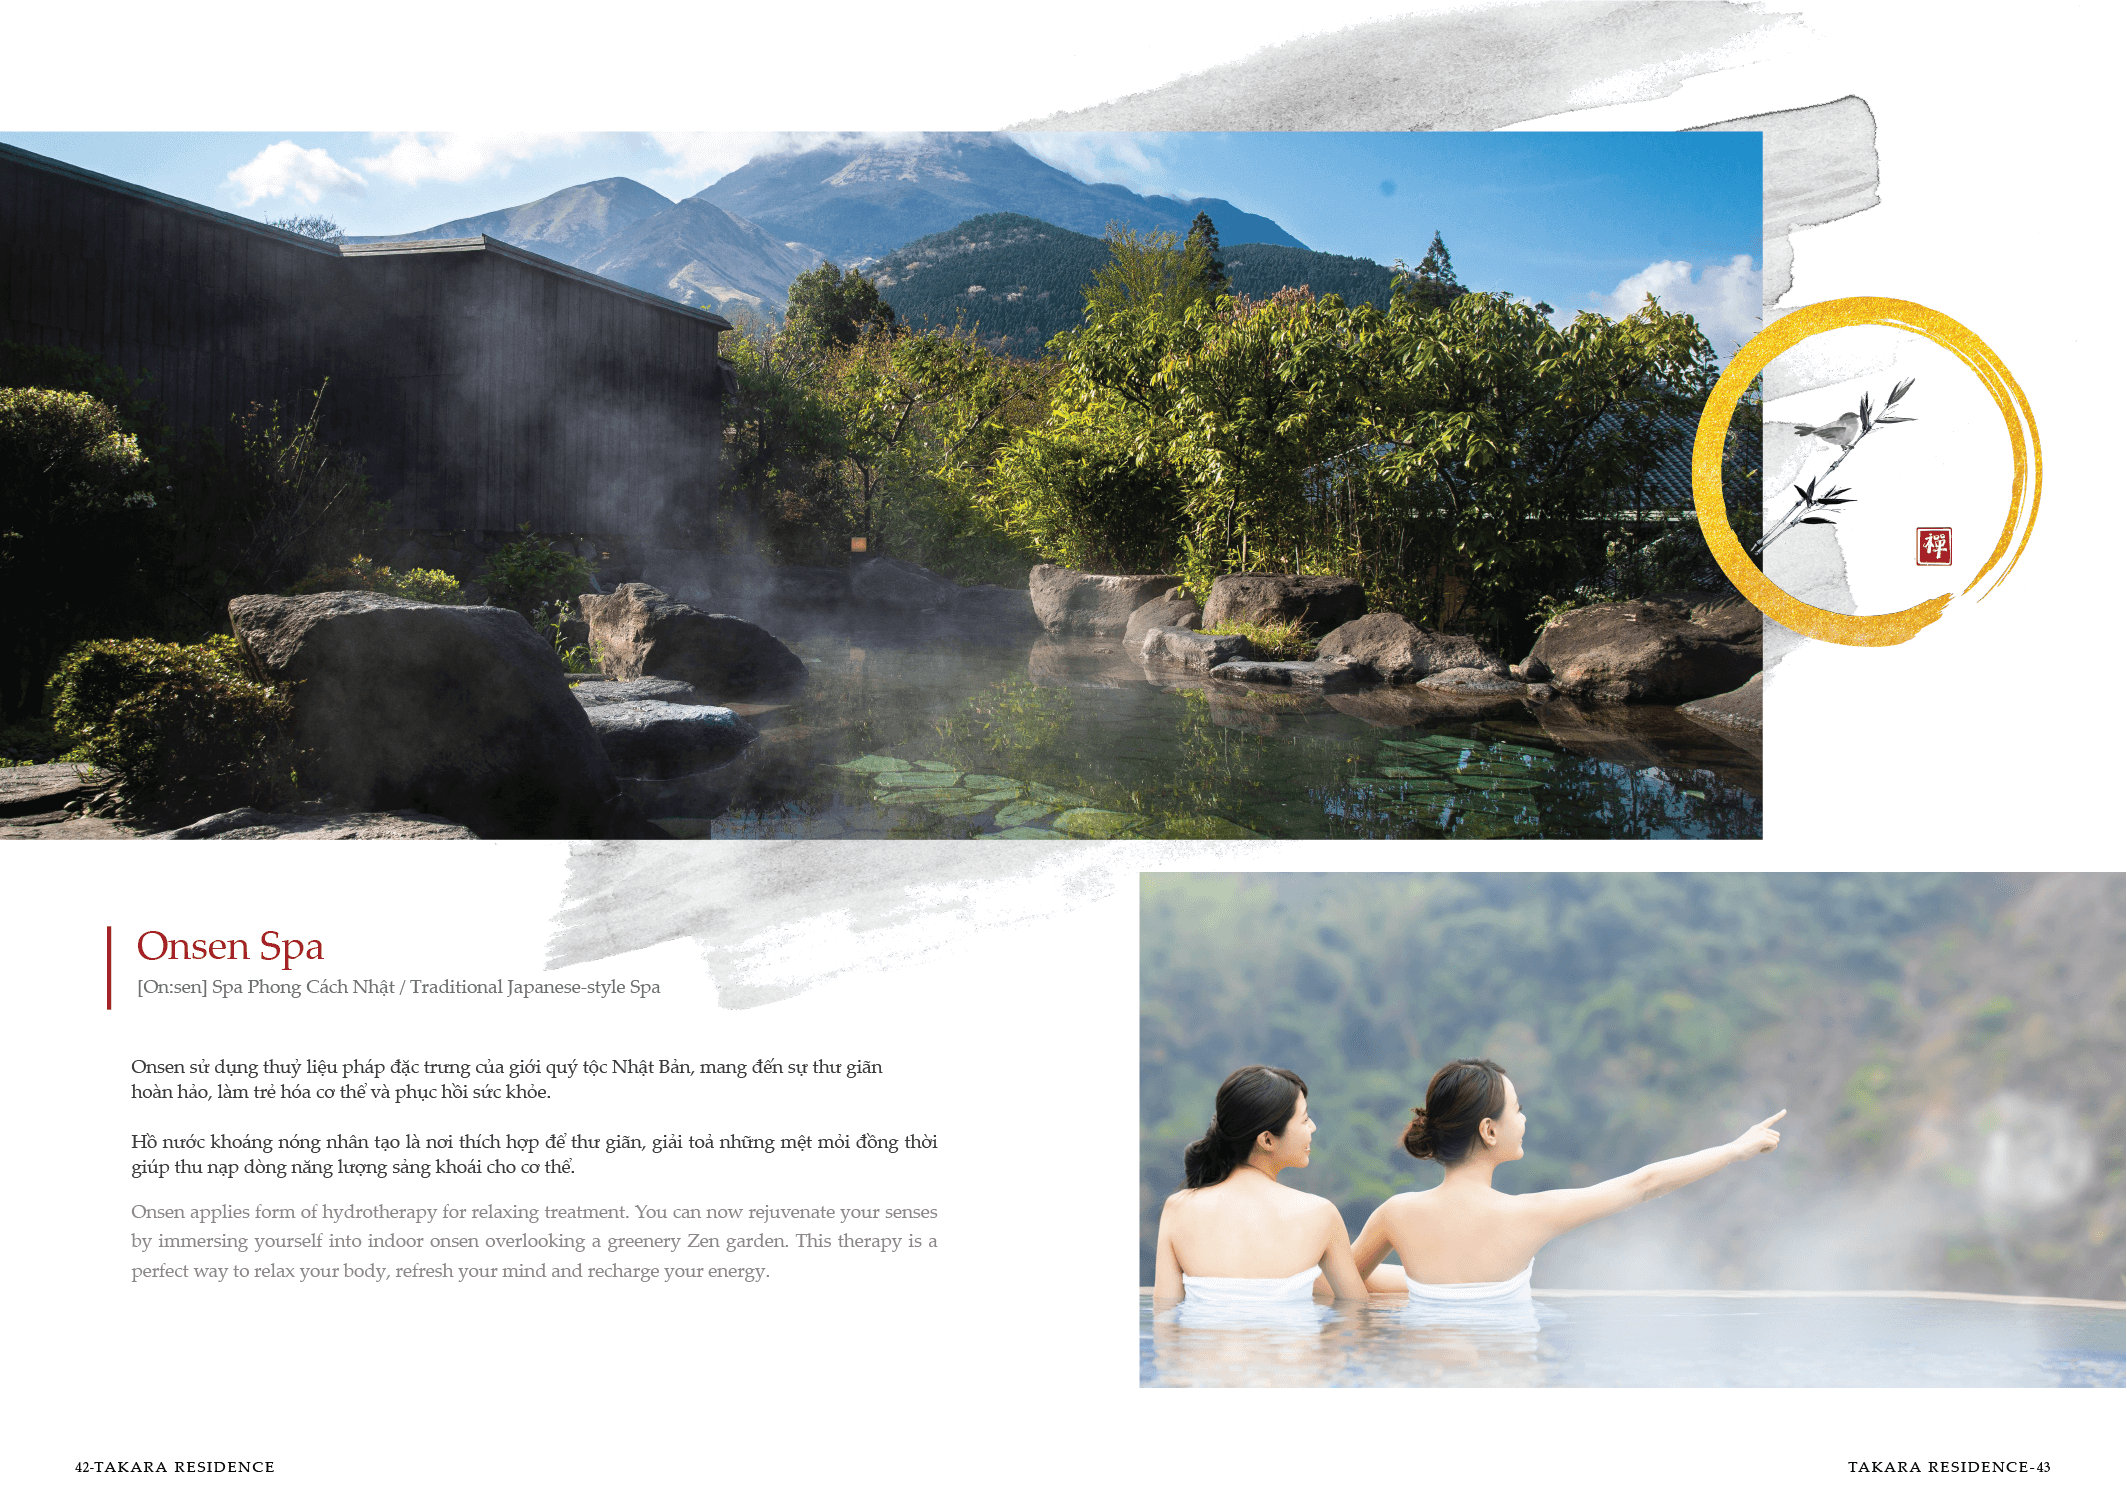 禅
Onsen Spa
[On:sen] Spa Phong Cách Nhật / Traditional Japanese-style Spa
Onsen sử dụng thuỷ liệu pháp đặc trưng của giới quý tộc Nhật Bản, mang đến sự thư giãn
hoàn hảo, làm trẻ hóa cơ thể và phục hồi sức khỏe.
Hồ nước khoáng nóng nhân tạo là nơi thích hợp để thư giãn, giải toả những mệt mỏi đồng thời
giúp thu nạp dòng năng lượng sảng khoái cho cơ thể.
Onsen applies form of hydrotherapy for relaxing treatment. You can now rejuvenate your senses
by immersing yourself into indoor onsen overlooking a greenery Zen garden. This therapy is a
perfect way to relax your body, refresh your mind and recharge your energy.
42-TAKARA RESIDENCE
TAKARA RESIDENCE-43